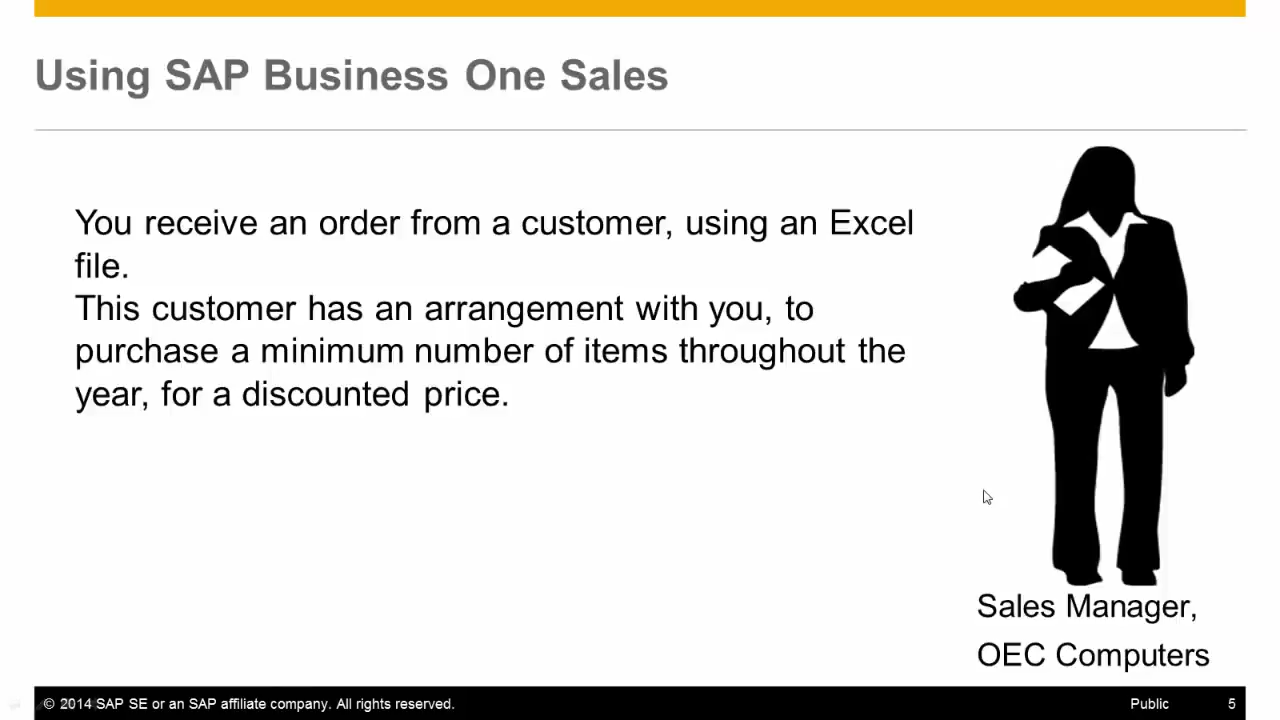 Using SAP Business One Sales
You receive an order from a customer, using an Excel
file.
This customer has an arrangement with you, to
purchase a minimum number of items throughout the
year, for a discounted price.
Sales Manager,
OEC Computers
© 2014 SAP SE or an SAP affiliate company. All rights reserved.
Public
5